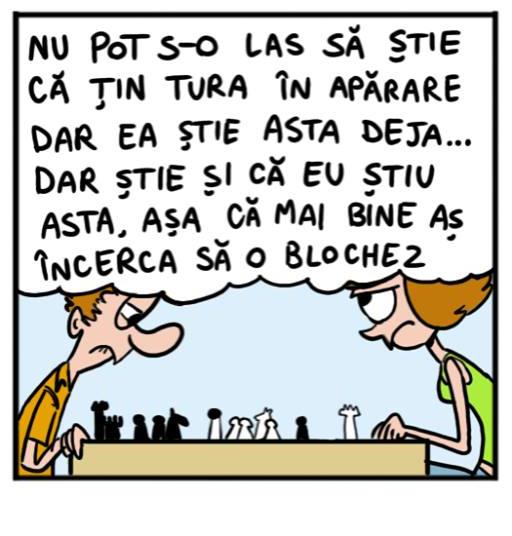 NU POT S-O LAS SĂ ȘTIE
CĂ ȚIN TURA ÎN APĂRARE
DAR EA ȘTIE ASTA DEJA...
DAR ȘTIE ȘI CĂ EU ȘTIU
ASTA, AȘA CĂ MAI BINE AȘ
ÎNCERCA SĂ O BLOCHEZ